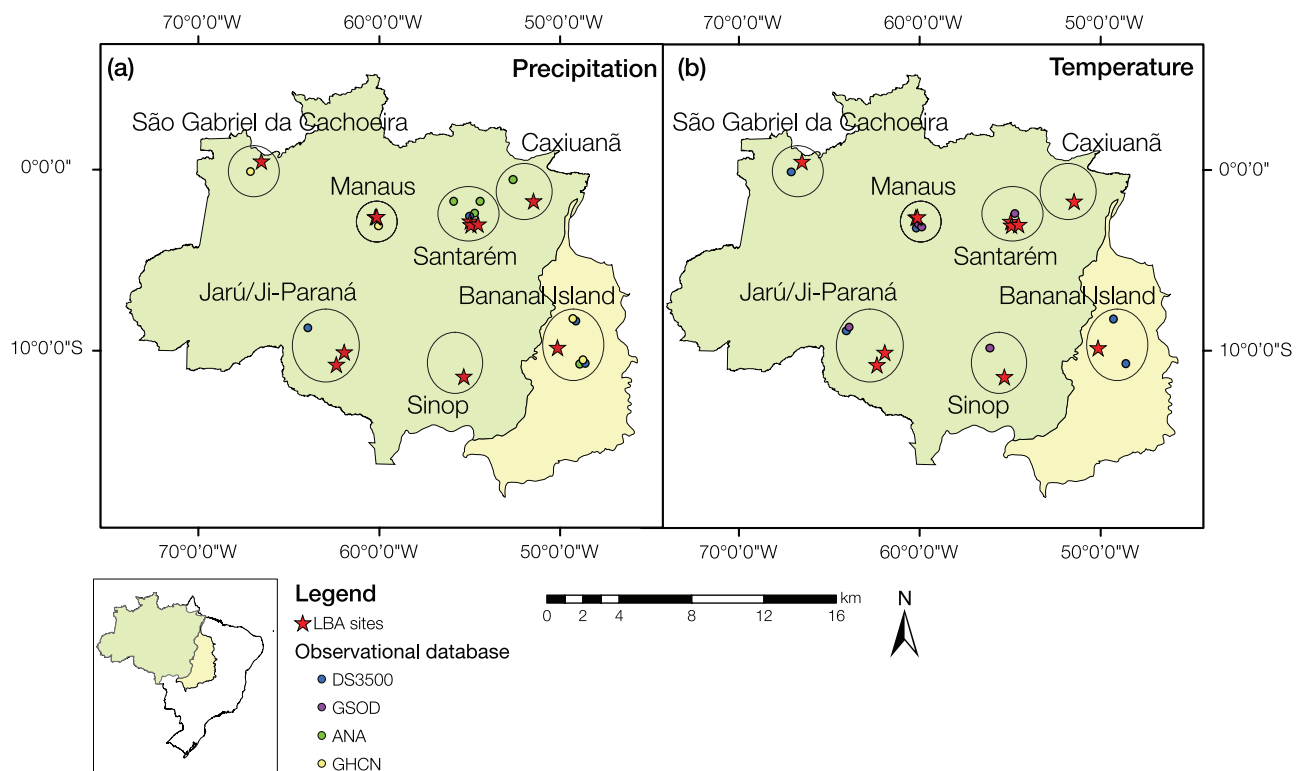 70°0'0"W 60°0'0"W 50°0'0"W 70°0'0"W 60°0'0"W 50°0'0"W
(a) Precipitation (b) Temperature
São Gabriel da Cachoeira São Gabriel da Cachoeira
Caxiuanã Caxiuanã
0°0'0" 0°0'0"
Manaus Manaus
Santarém Santarém
Jarú/Ji-Paraná Bananal Island Jarú/Ji-Paraná Bananal Island
10°0'0"S 10°0'0"S
Sinop Sinop
70°0'0"W 60°0'0"W 50°0'0"W 70°0'0"W 60°0'0"W 50°0'0"W
Legend
LBA sites
Observational database
DS3500
GSOD
ANA
GHCN
km
0 2 4 8 12 16
N